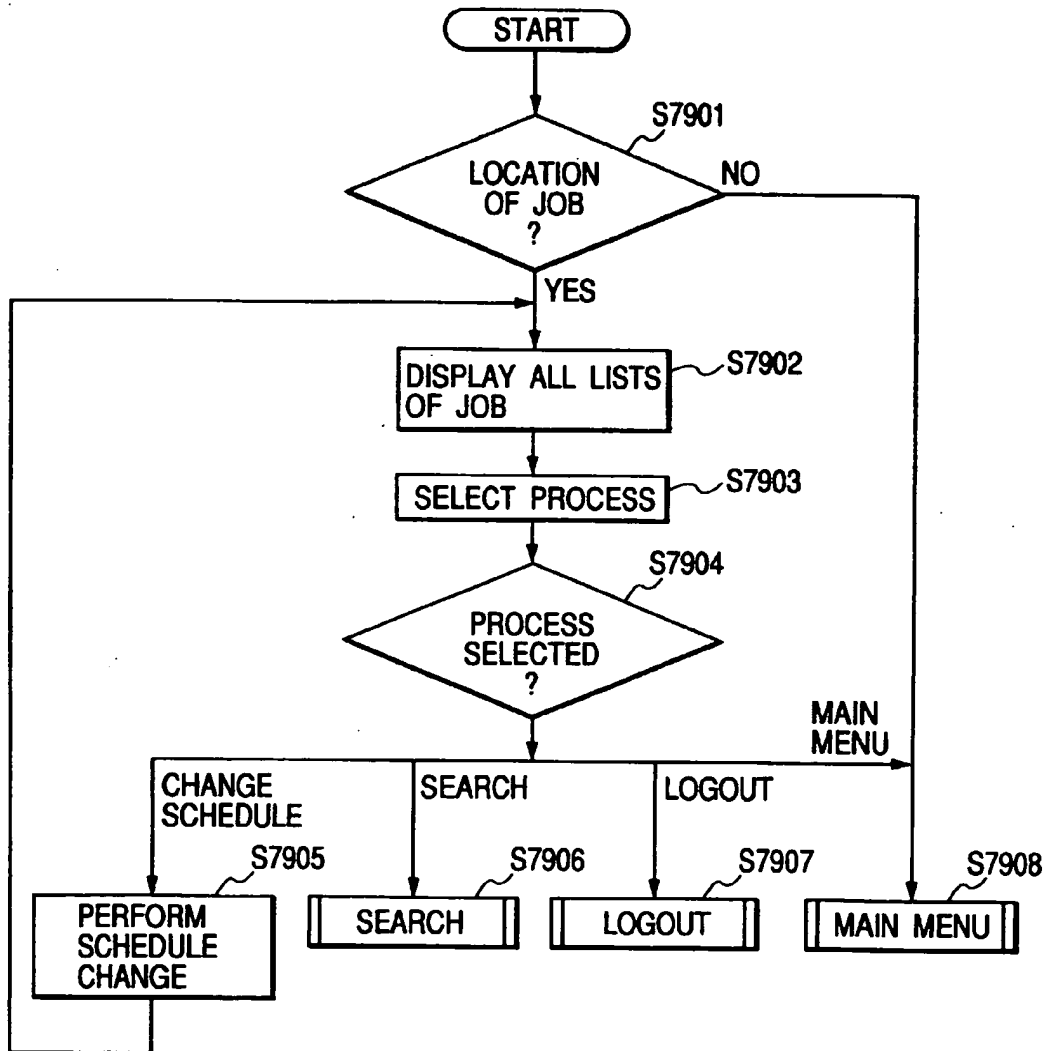 START
S7901
LOCATION
OF JOB
?
NO
YES
DISPLAY ALL LISTS
OF JOB
S7902
SELECT PROCESS
S7903
S7904
PROCESS
SELECTED
?
MAIN
MENU
CHANGE
SCHEDULE
SEARCH
LOGOUT
S7905
S7906
S7907
S7908
PERFORM
SCHEDULE
CHANGE
SEARCH
LOGOUT
MAIN MENU